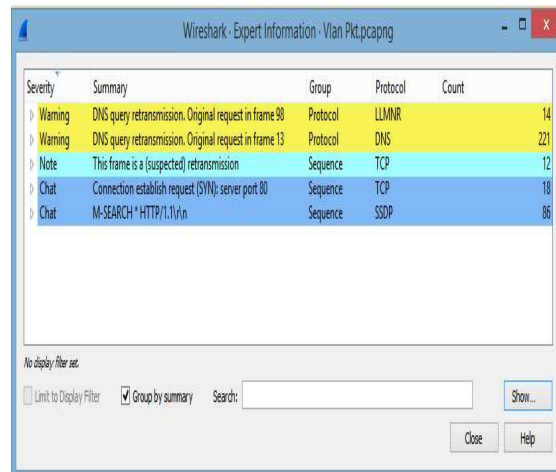 Wireshark · Expert Information · Vlan Pkt.pcapng
Severity Summary Group Protocol Count
Warning DNS query retransmission. Original request in frame 98 Protocol LLMNR 14
Warning DNS query retransmission. Original request in frame 13 Protocol DNS 221
Note This frame is a (suspected) retransmission Sequence TCP 12
Chat Connection establish request (SYN): server port 80 Sequence TCP 18
Chat M-SEARCH * HTTP/1.1\r\n Sequence SSDP 86
No display filter set.
Limit to Display Filter Group by summary Search: Show...
Close Help